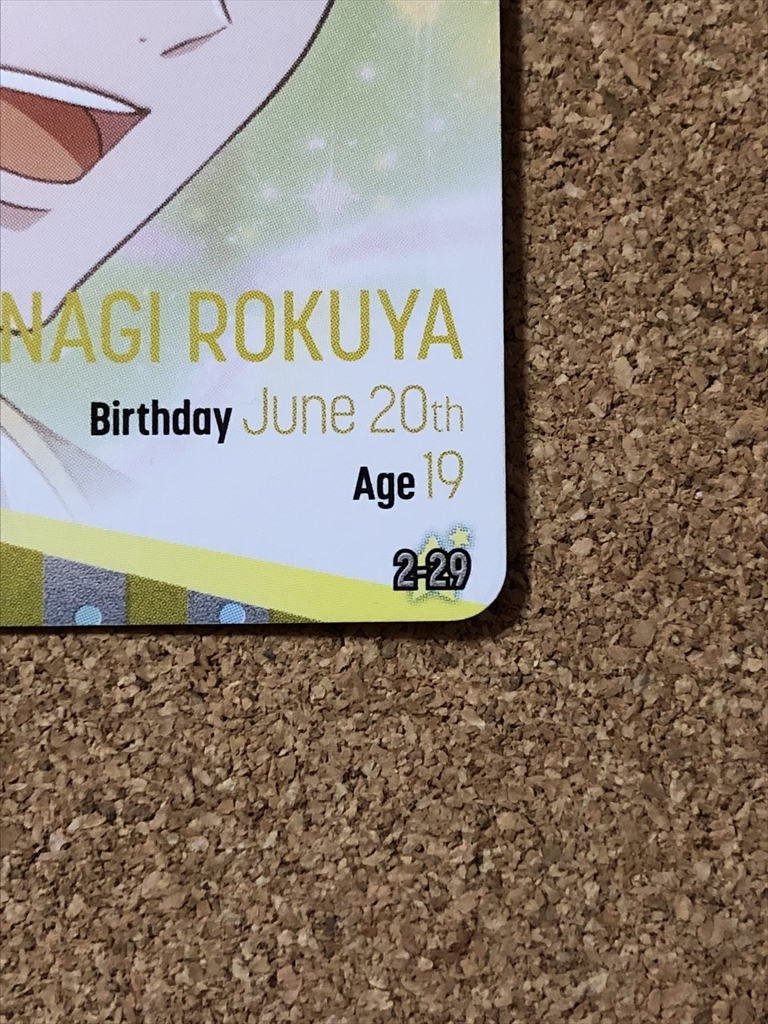 NAGI ROKUYA
Birthday June 20th
Age 19
2-29